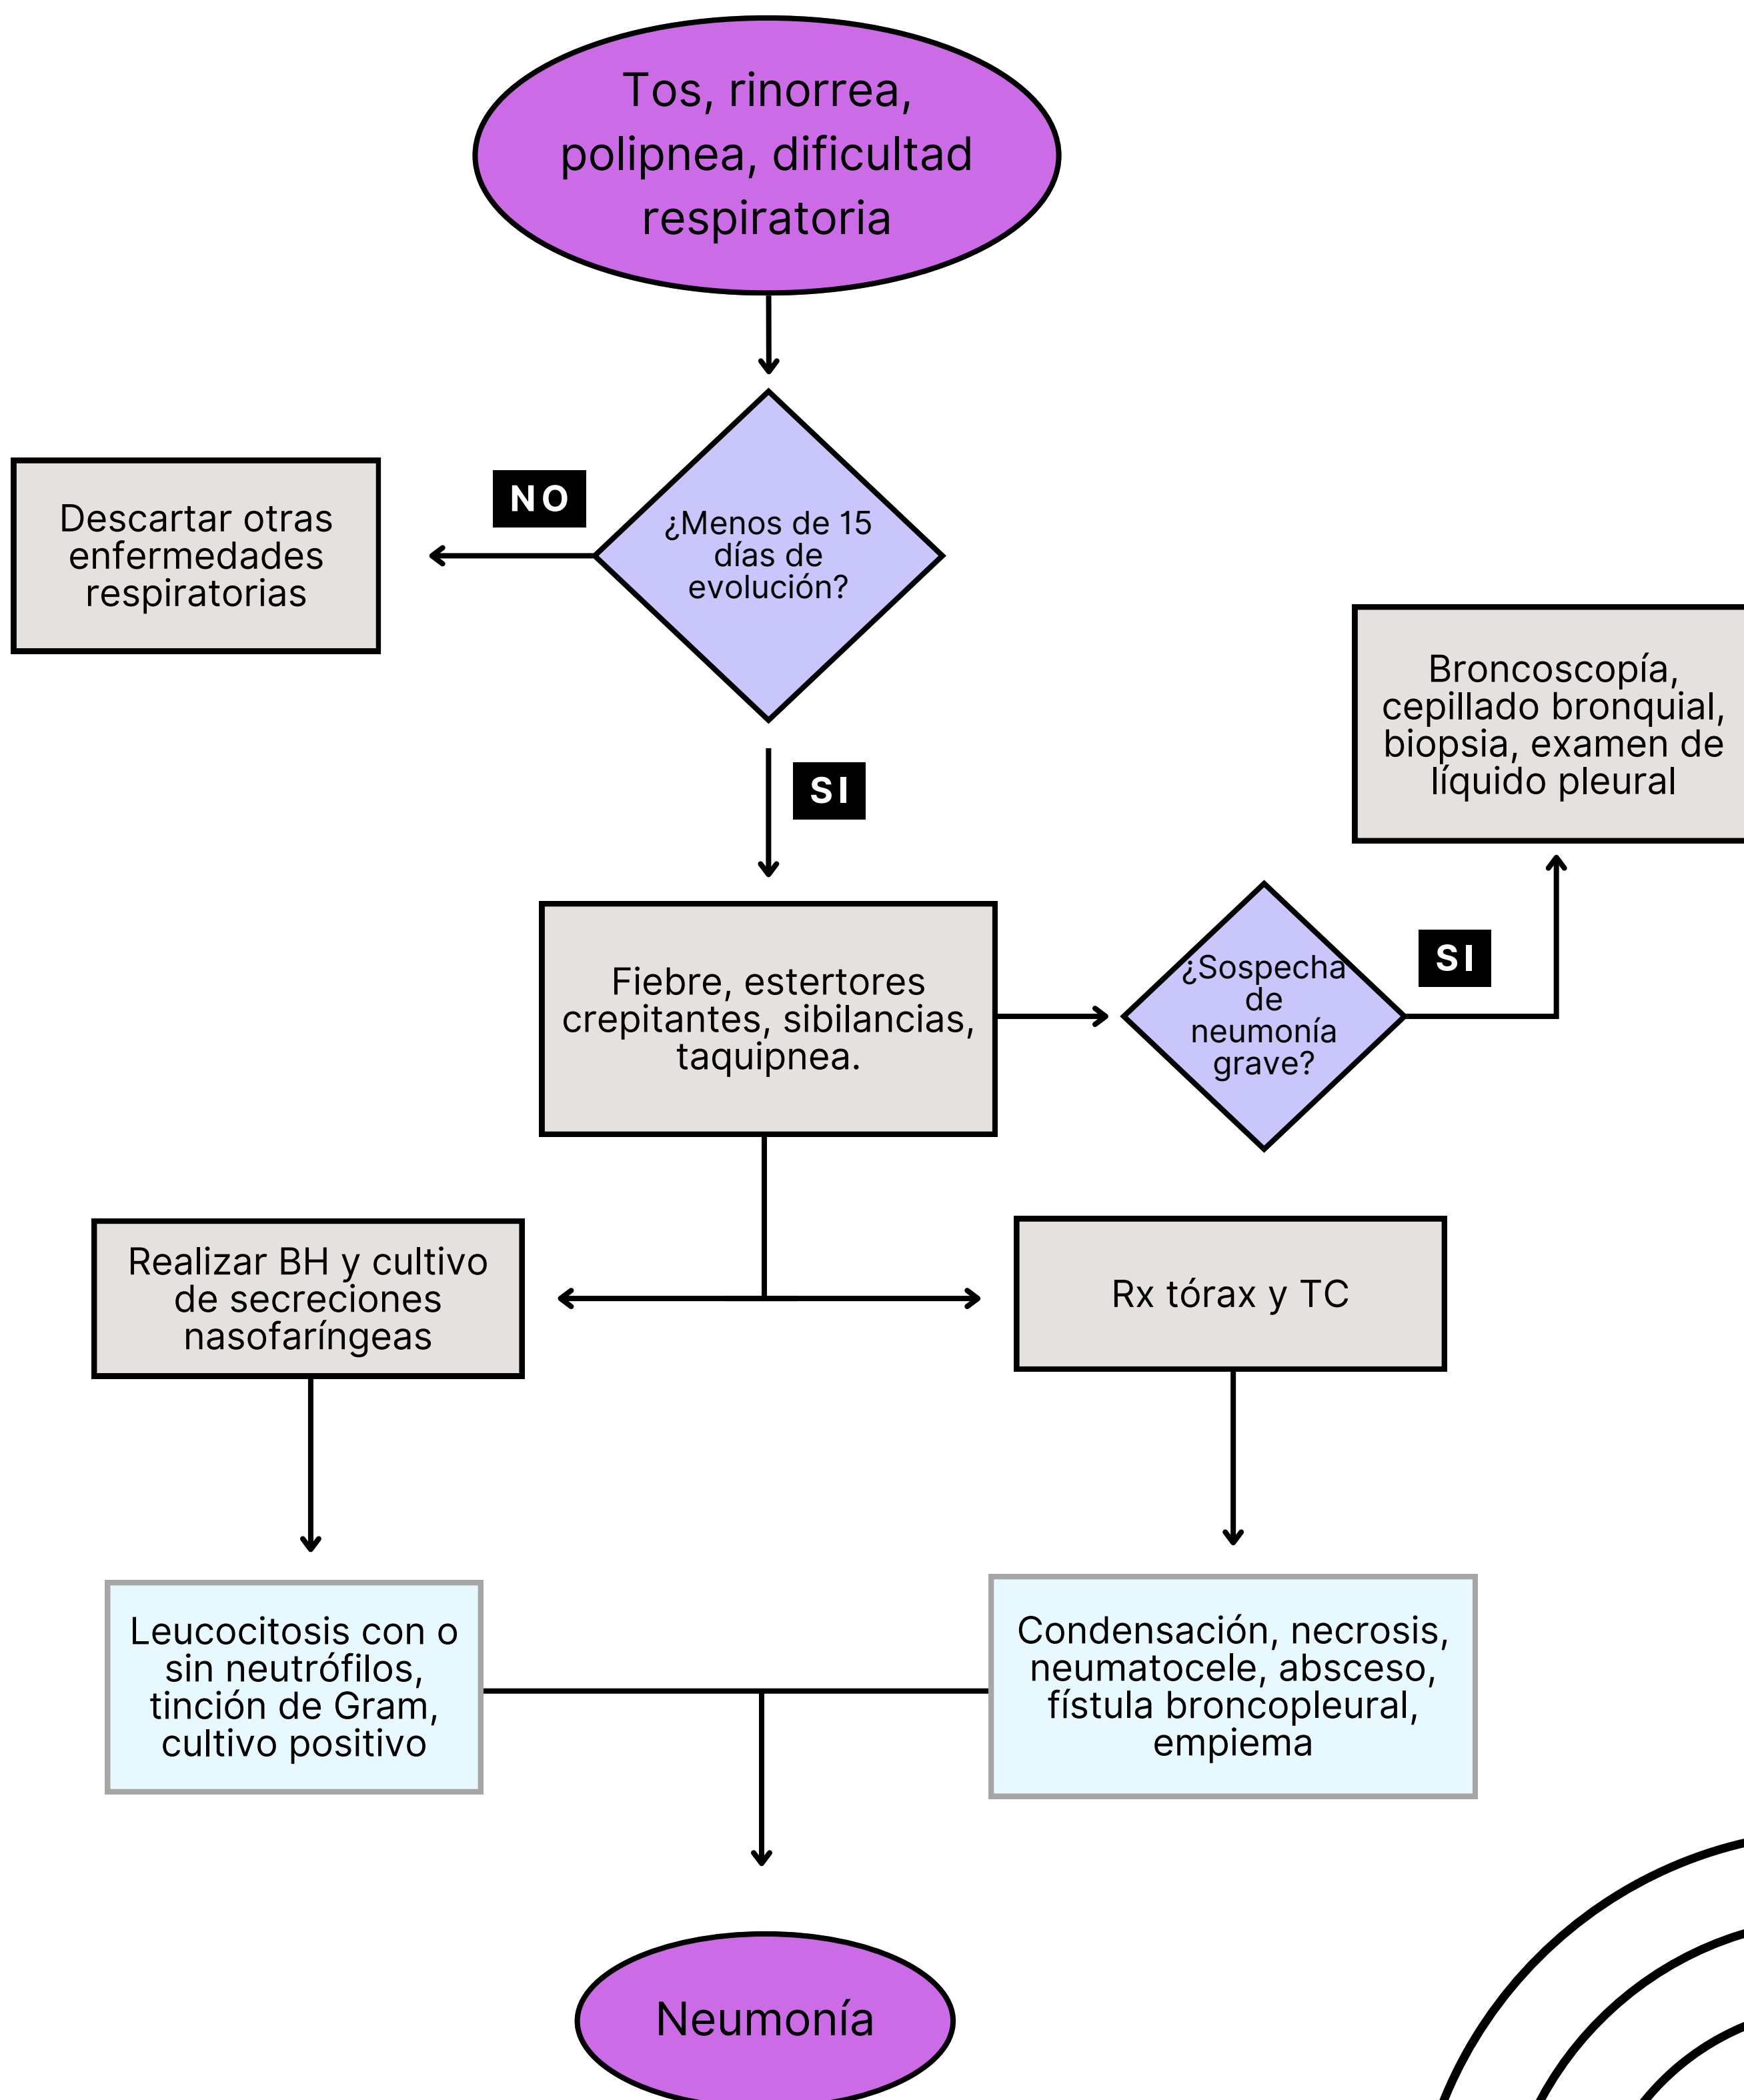 Tos, rinorrea,
polipnea, dificultad
respiratoria
NO
¿Menos de 15
días de
evolución?
Descartar otras
enfermedades
respiratorias
SI
Broncoscopía,
cepillado bronquial,
biopsia, examen de
líquido pleural
Fiebre, estertores
crepitantes, sibilancias,
taquipnea.
¿Sospecha
de
neumonía
grave?
SI
Realizar BH y cultivo
de secreciones
nasofaríngeas
Rx tórax y TC
Leucocitosis con o
sin neutrófilos,
tinción de Gram,
cultivo positivo
Condensación, necrosis,
neumatocele, absceso,
fístula broncopleural,
empiema
Neumonía